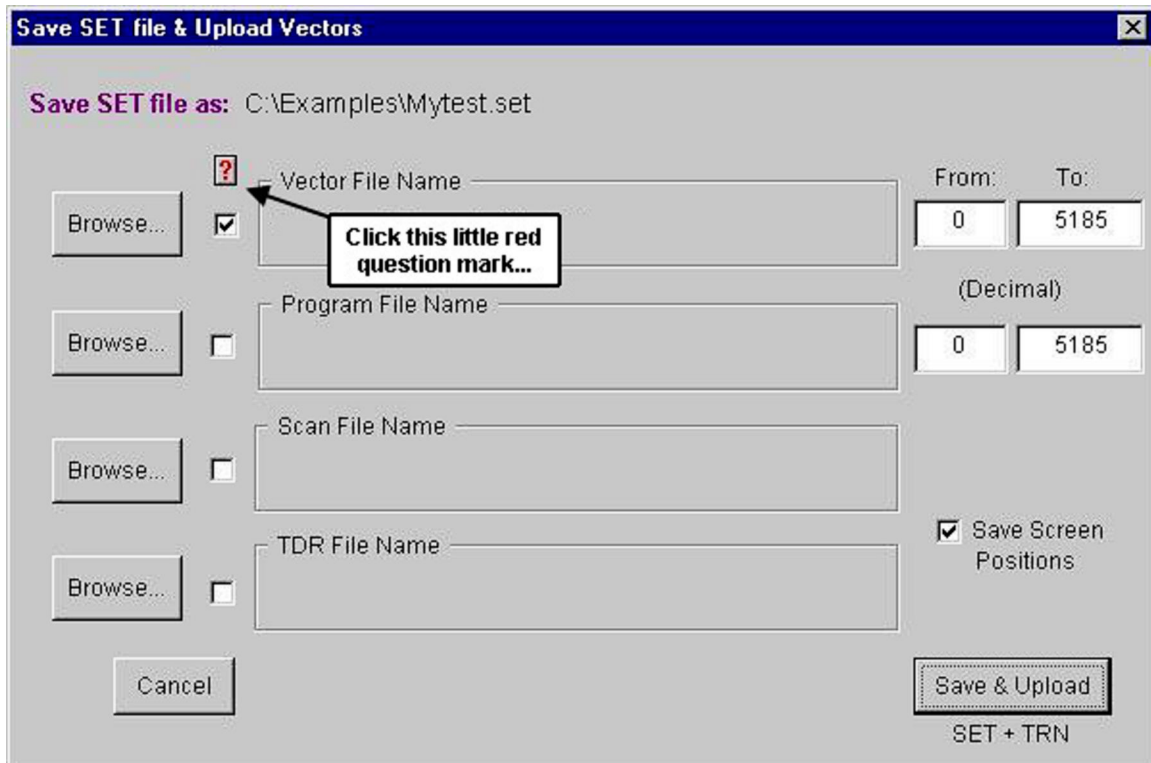 Save SET file & Upload Vectors
Save SET file as: C:\Examples\Mytest.set
?
Vector File Name
From: To:
Browse...
0 5185
Click this little red
question mark...
(Decimal)
Program File Name
Browse...
0 5185
Scan File Name
Browse...
Save Screen
Positions
TDR File Name
Browse...
Cancel
Save & Upload
SET + TRN